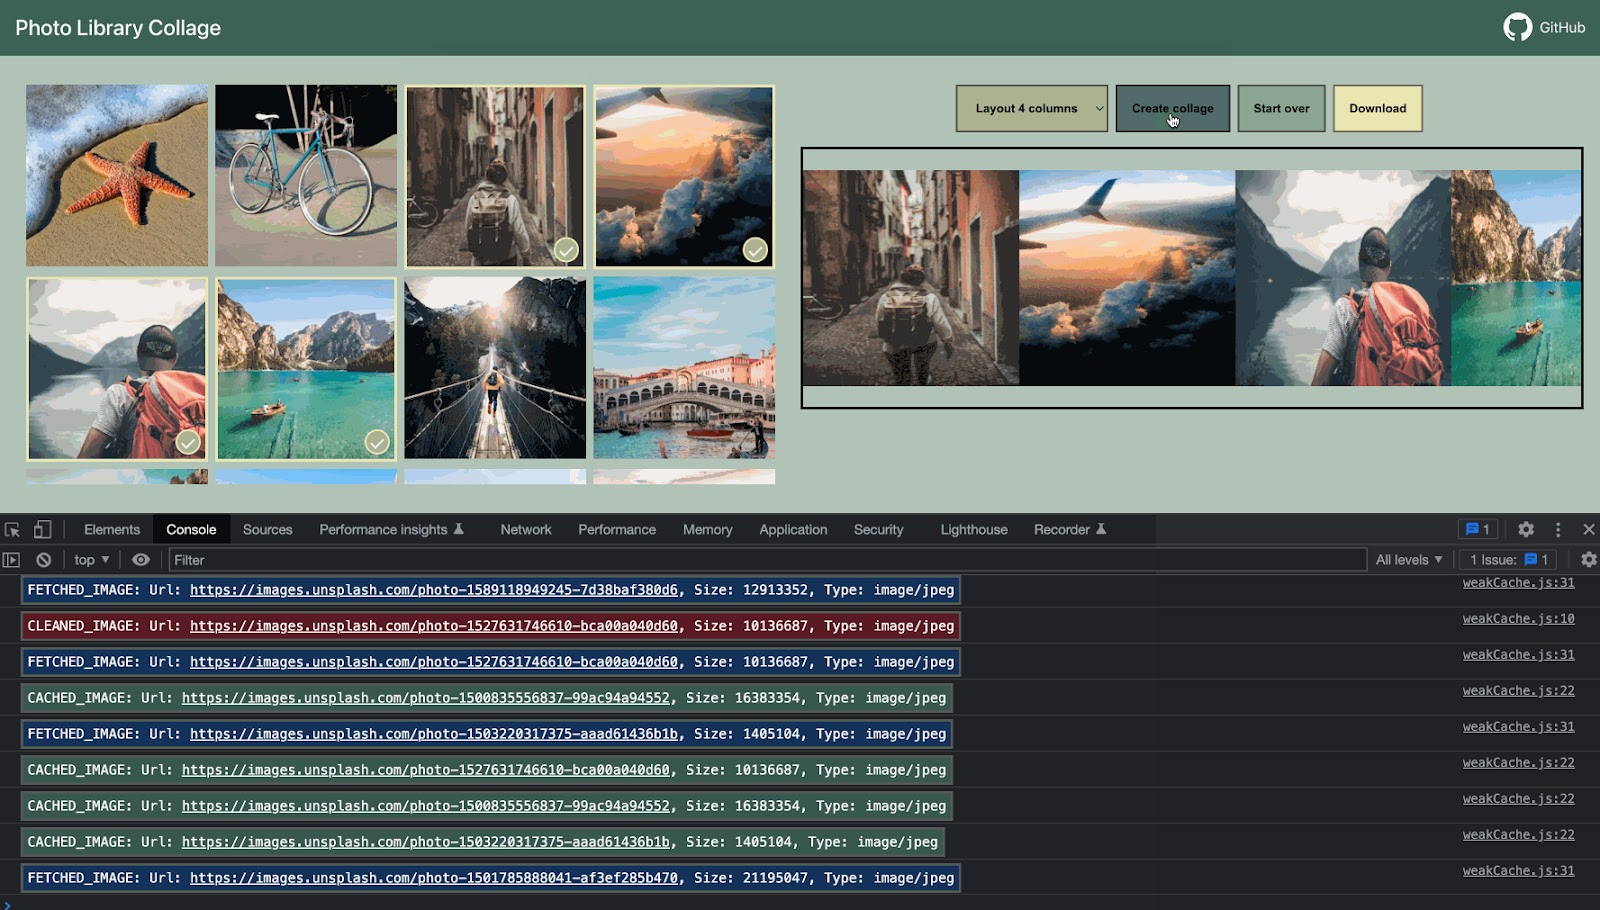 Photo Library Collage
GitHub
Layout 4 columns
Create collage
Start over
Download
Elements
Console
Sources
Performance insights
Network
Performance
Memory
Application
Security
Lighthouse
Recorder
1
top
Filter
All levels
1 Issue:
1
FETCHED_IMAGE: Url: https://images.unsplash.com/photo-1589118949245-7d38baf380d6, Size: 12913352, Type: image/jpeg
weakCache.js:31
CLEANED_IMAGE: Url: https://images.unsplash.com/photo-1527631746610-bca00a040d60, Size: 10136687, Type: image/jpeg
weakCache.js:10
FETCHED_IMAGE: Url: https://images.unsplash.com/photo-1527631746610-bca00a040d60, Size: 10136687, Type: image/jpeg
weakCache.js:31
CACHED_IMAGE: Url: https://images.unsplash.com/photo-1500835556837-99ac94a94552, Size: 16383354, Type: image/jpeg
weakCache.js:22
FETCHED_IMAGE: Url: https://images.unsplash.com/photo-1503220317375-aaad61436b1b, Size: 1405104, Type: image/jpeg
weakCache.js:31
CACHED_IMAGE: Url: https://images.unsplash.com/photo-1527631746610-bca00a040d60, Size: 10136687, Type: image/jpeg
weakCache.js:22
CACHED_IMAGE: Url: https://images.unsplash.com/photo-1500835556837-99ac94a94552, Size: 16383354, Type: image/jpeg
weakCache.js:22
CACHED_IMAGE: Url: https://images.unsplash.com/photo-1503220317375-aaad61436b1b, Size: 1405104, Type: image/jpeg
weakCache.js:22
FETCHED_IMAGE: Url: https://images.unsplash.com/photo-1501785888041-af3ef285b470, Size: 21195047, Type: image/jpeg
weakCache.js:31